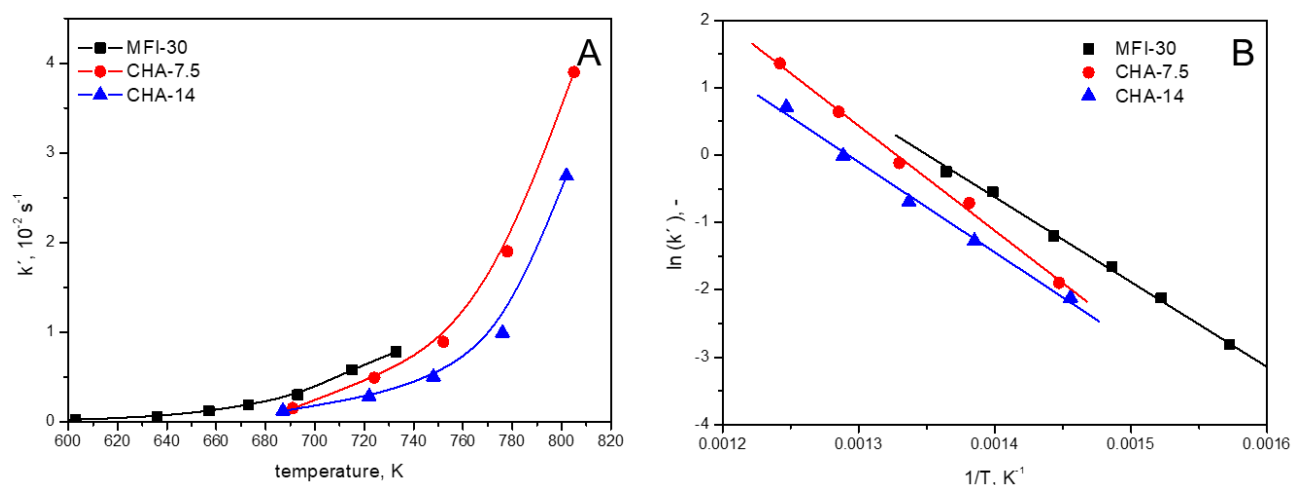 A
MFI-30
CHA-7.5
CHA-14
k´, 10⁻² s⁻¹
4
3
2
1
0
600 620 640 660 680 700 720 740 760 780 800 820
temperature, K
B
MFI-30
CHA-7.5
CHA-14
ln (k´), -
2
1
0
-1
-2
-3
-4
0.0012 0.0013 0.0014 0.0015 0.0016
1/T, K⁻¹